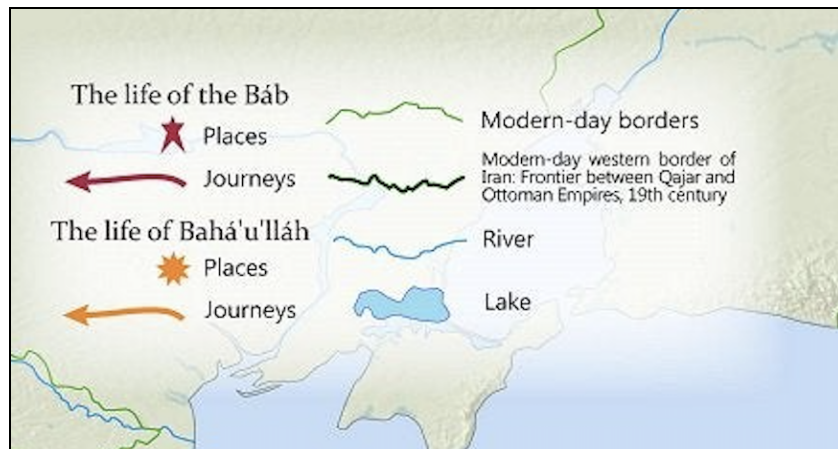 The life of the Báb
Places
Journeys
The life of Bahá'u'lláh
Places
Journeys
Modern-day borders
Modern-day western border of
Iran: Frontier between Qajar and
Ottoman Empires, 19th century
River
Lake